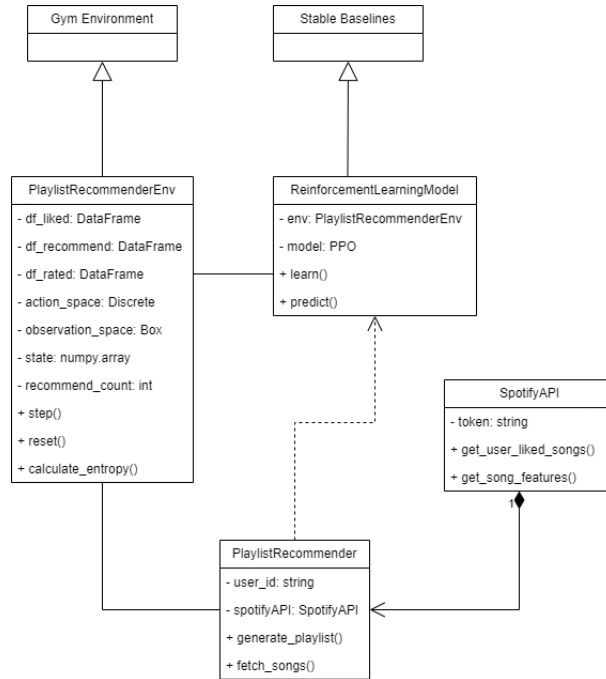 Gym Environment
Stable Baselines
PlaylistRecommenderEnv
- df_liked: DataFrame
- df_recommend: DataFrame
- df_rated: DataFrame
- action_space: Discrete
- observation_space: Box
- state: numpy.array
- recommend_count: int
+ step()
+ reset()
+ calculate_entropy()
ReinforcementLearningModel
- env: PlaylistRecommenderEnv
- model: PPO
+ learn()
+ predict()
SpotifyAPI
- token: string
+ get_user_liked_songs()
+ get_song_features()
1
PlaylistRecommender
- user_id: string
- spotifyAPI: SpotifyAPI
+ generate_playlist()
+ fetch_songs()